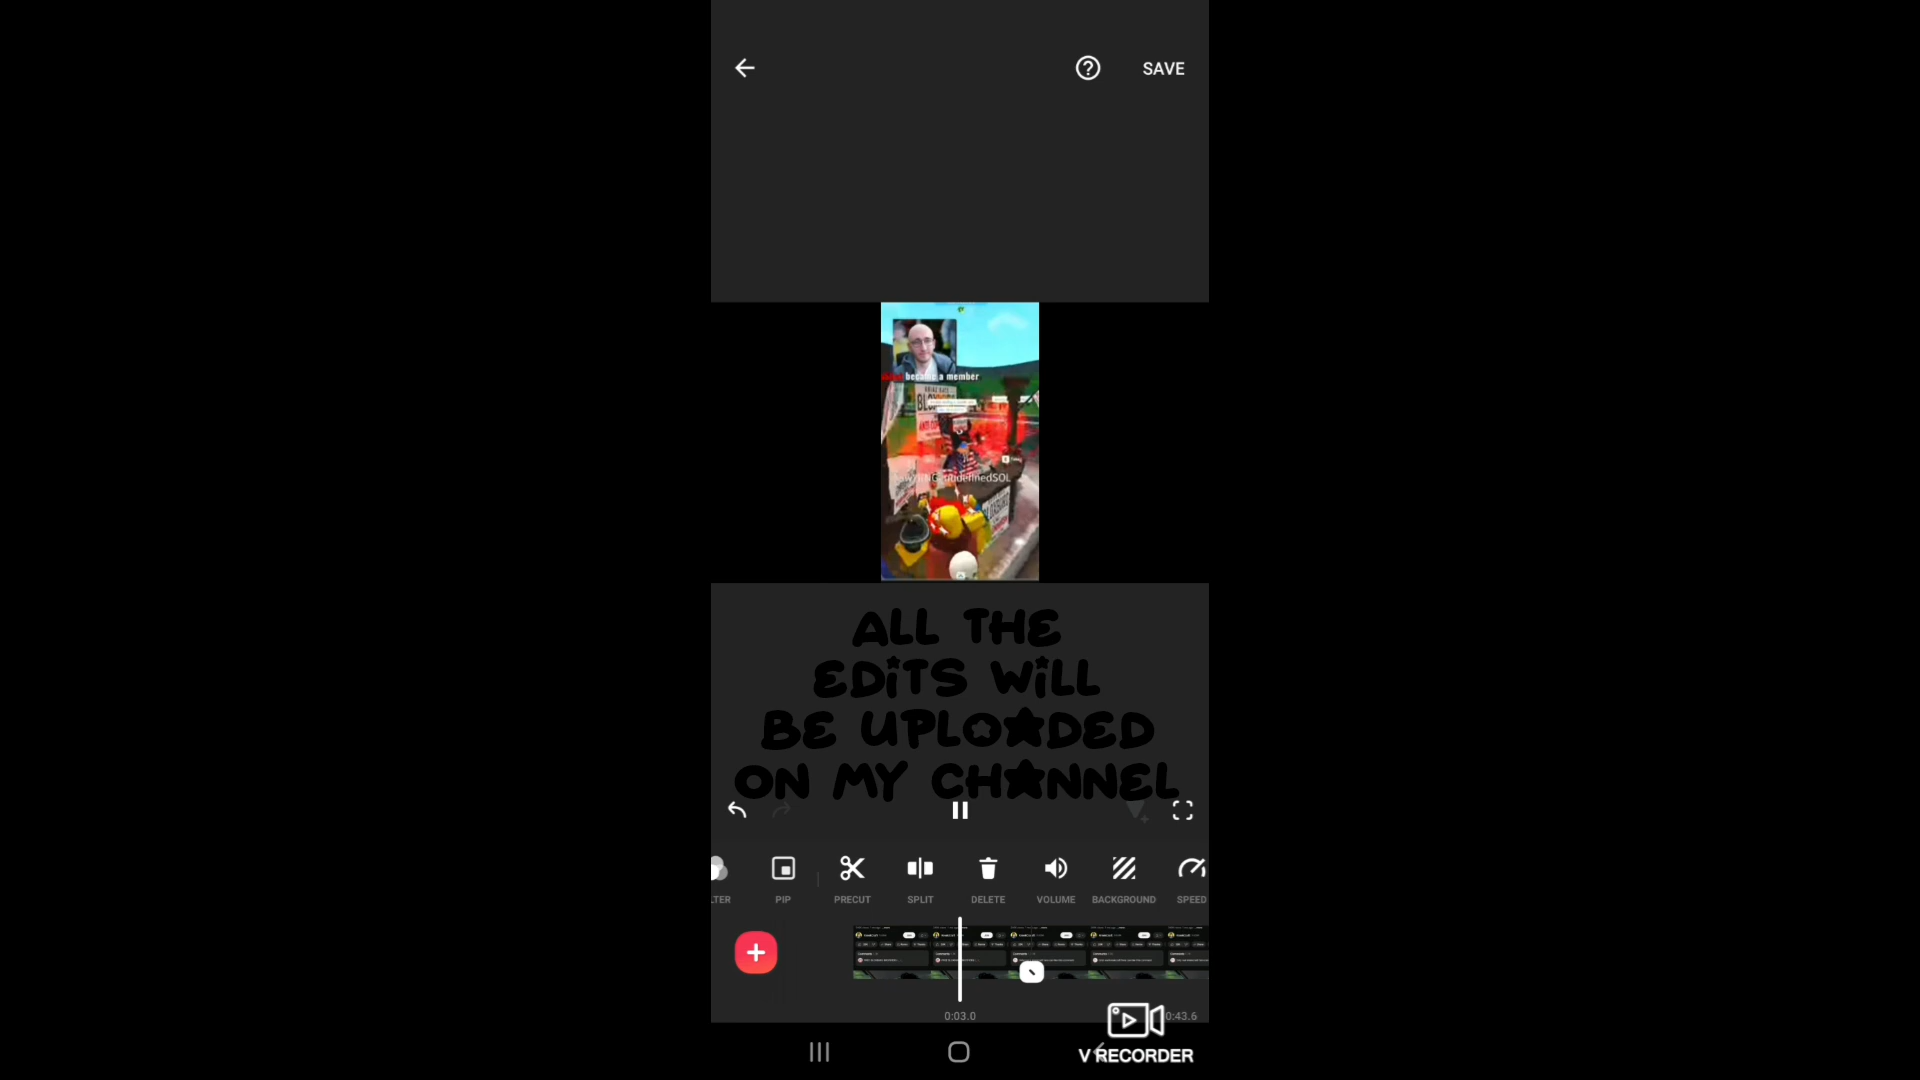 SAVE
became a member
ALL THE
EDiTS WiLL
BE UPLOADED
ON MY CHANNEL
LTER
PIP
PRECUT
SPLIT
DELETE
VOLUME
BACKGROUND
SPEED
Comments
0:03.0
0:43.6
V RECORDER